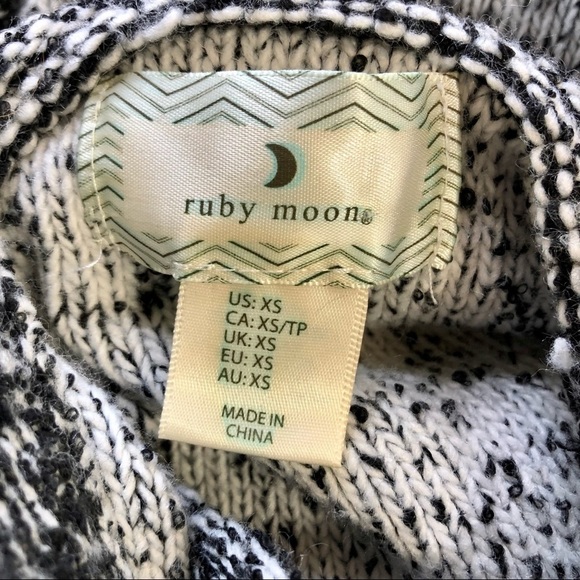 ruby moon®
US: XS
CA: XS/TP
UK: XS
EU: XS
AU: XS
MADE IN
CHINA